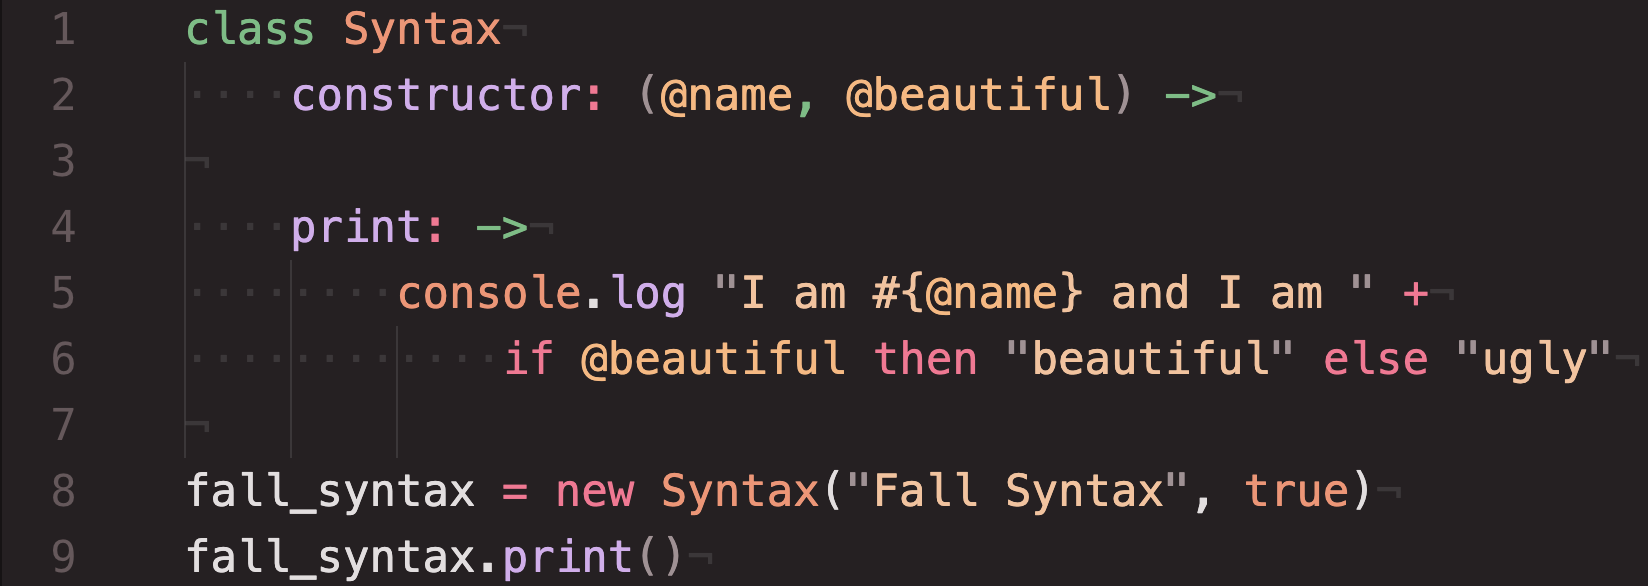 1 class Syntax¬
2 ····constructor: (@name, @beautiful) ->¬
3 ¬
4 ····print: ->¬
5 ········console.log "I am #{@name} and I am " +¬
6 ············if @beautiful then "beautiful" else "ugly"¬
7 ¬
8 fall_syntax = new Syntax("Fall Syntax", true)¬
9 fall_syntax.print()¬